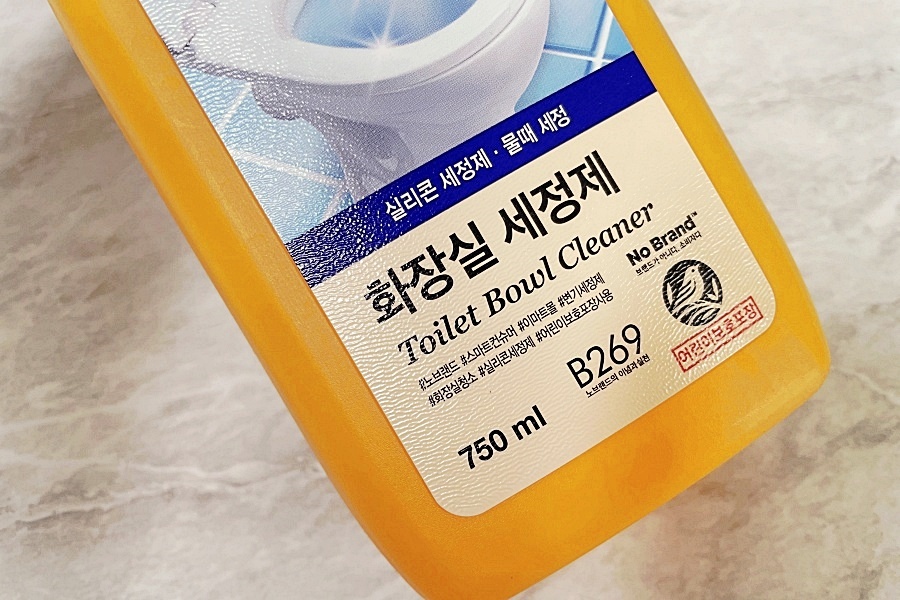 실리콘 세정제 · 물때 세정
화장실 세정제
Toilet Bowl Cleaner
#노브랜드 #스마트컨슈머 #이마트몰 #변기세정제
#화장실청소 #실리콘세정제 #어린이보호포장사용
B269
노브랜드의 이념과 실천
750 ml
No Brand™
브랜드가 아니다. 소비자다
어린이보호포장